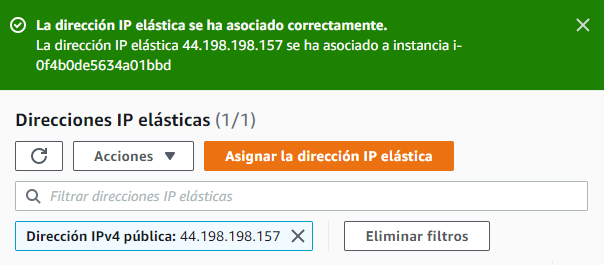 La dirección IP elástica se ha asociado correctamente.
La dirección IP elástica 44.198.198.157 se ha asociado a instancia i-
0f4b0de5634a01bbd
Direcciones IP elásticas (1/1)
Acciones
Asignar la dirección IP elástica
Filtrar direcciones IP elásticas
Dirección IPv4 pública: 44.198.198.157
Eliminar filtros